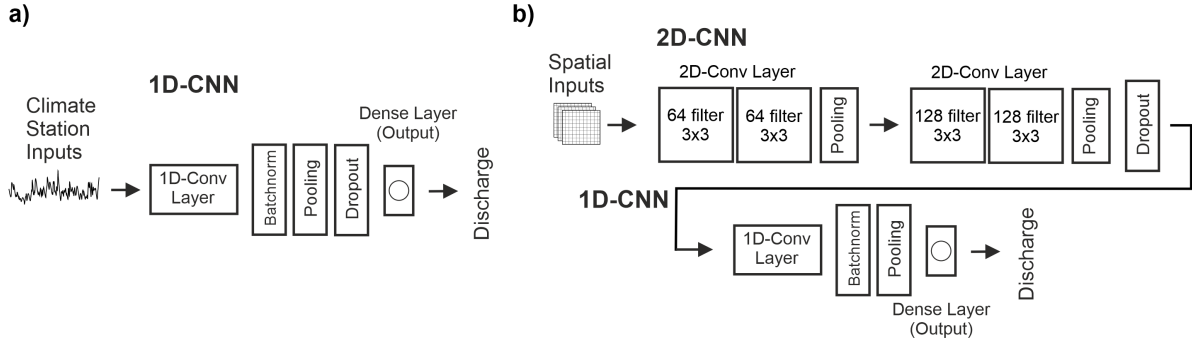 a)
1D-CNN
Climate
Station
Inputs
1D-Conv
Layer
Batchnorm
Pooling
Dropout
Dense Layer
(Output)
Discharge
b)
2D-CNN
Spatial
Inputs
2D-Conv Layer
64 filter
3x3
64 filter
3x3
Pooling
2D-Conv Layer
128 filter
3x3
128 filter
3x3
Pooling
Dropout
1D-CNN
1D-Conv
Layer
Batchnorm
Pooling
Dense Layer
(Output)
Discharge